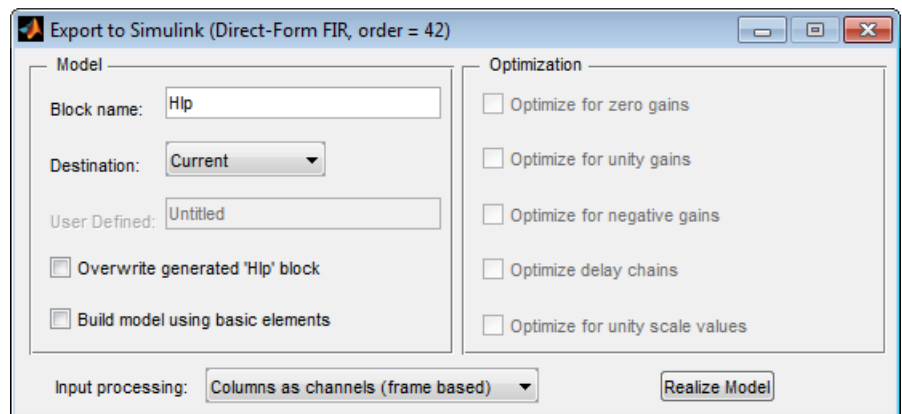 Export to Simulink (Direct-Form FIR, order = 42)
Model
Block name: Hlp
Destination: Current
User Defined: Untitled
Overwrite generated 'Hlp' block
Build model using basic elements
Optimization
Optimize for zero gains
Optimize for unity gains
Optimize for negative gains
Optimize delay chains
Optimize for unity scale values
Input processing: Columns as channels (frame based)
Realize Model